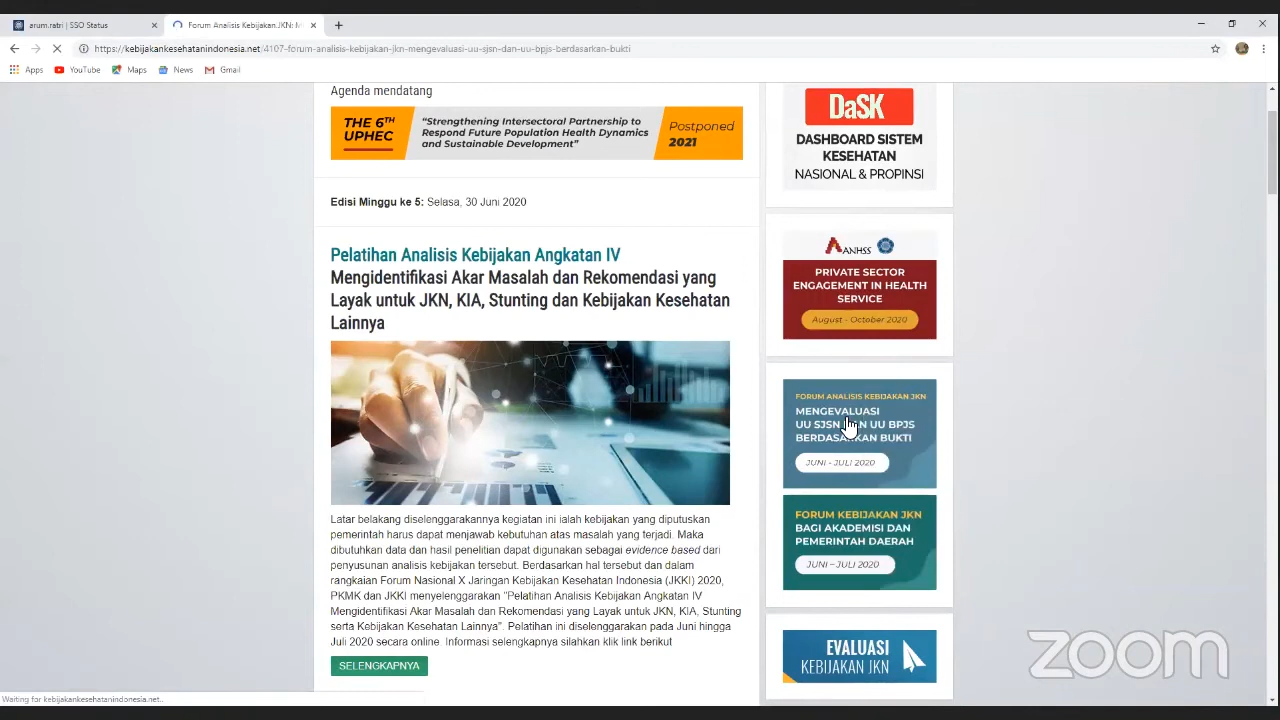 arum.ratri | SSO Status
Forum Analisis Kebijakan JKN: M
https://kebijakankesehatanindonesia.net/4107-forum-analisis-kebijakan-jkn-mengevaluasi-uu-sjsn-dan-uu-bpjs-berdasarkan-bukti
Apps YouTube Maps News Gmail
Agenda mendatang
THE 6TH
UPHEC
“Strengthening Intersectoral Partnership to
Respond Future Population Health Dynamics
and Sustainable Development”
Postponed
2021
Edisi Minggu ke 5: Selasa, 30 Juni 2020
Pelatihan Analisis Kebijakan Angkatan IV
Mengidentifikasi Akar Masalah dan Rekomendasi yang
Layak untuk JKN, KIA, Stunting dan Kebijakan Kesehatan
Lainnya
Latar belakang diselenggarakannya kegiatan ini ialah kebijakan yang diputuskan
pemerintah harus dapat menjawab kebutuhan atas masalah yang terjadi. Maka
dibutuhkan data dan hasil penelitian dapat digunakan sebagai evidence based dari
penyusunan analisis kebijakan tersebut. Berdasarkan hal tersebut dan dalam
rangkaian Forum Nasional X Jaringan Kebijakan Kesehatan Indonesia (JKKI) 2020,
PKMK dan JKKI menyelenggarakan "Pelatihan Analisis Kebijakan Angkatan IV
Mengidentifikasi Akar Masalah dan Rekomendasi yang Layak untuk JKN, KIA, Stunting
serta Kebijakan Kesehatan Lainnya". Pelatihan ini diselenggarakan pada Juni hingga
Juli 2020 secara online. Informasi selengkapnya silahkan klik link berikut
SELENGKAPNYA
DaSK
DASHBOARD SISTEM
KESEHATAN
NASIONAL & PROPINSI
ANHSS
PRIVATE SECTOR
ENGAGEMENT IN HEALTH
SERVICE
August - October 2020
FORUM ANALISIS KEBIJAKAN JKN
MENGEVALUASI
UU SJSN DAN UU BPJS
BERDASARKAN BUKTI
JUNI - JULI 2020
FORUM KEBIJAKAN JKN
BAGI AKADEMISI DAN
PEMERINTAH DAERAH
JUNI – JULI 2020
EVALUASI
KEBIJAKAN JKN
zoom
Waiting for kebijakankesehatanindonesia.net...